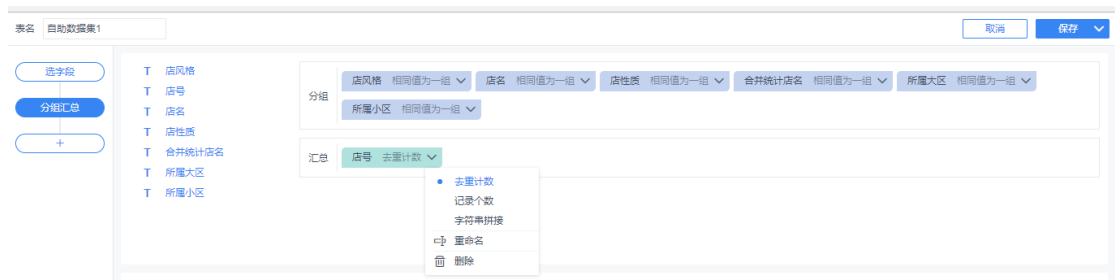 表名 自助数据集1 取消 保存
选字段
分组汇总
+
T 店风格
T 店号
T 店名
T 店性质
T 合并统计店名
T 所属大区
T 所属小区
分组 店风格 相同值为一组 店名 相同值为一组 店性质 相同值为一组 合并统计店名 相同值为一组 所属大区 相同值为一组
所属小区 相同值为一组
汇总 店号 去重计数
去重计数
记录个数
字符串拼接
重命名
删除